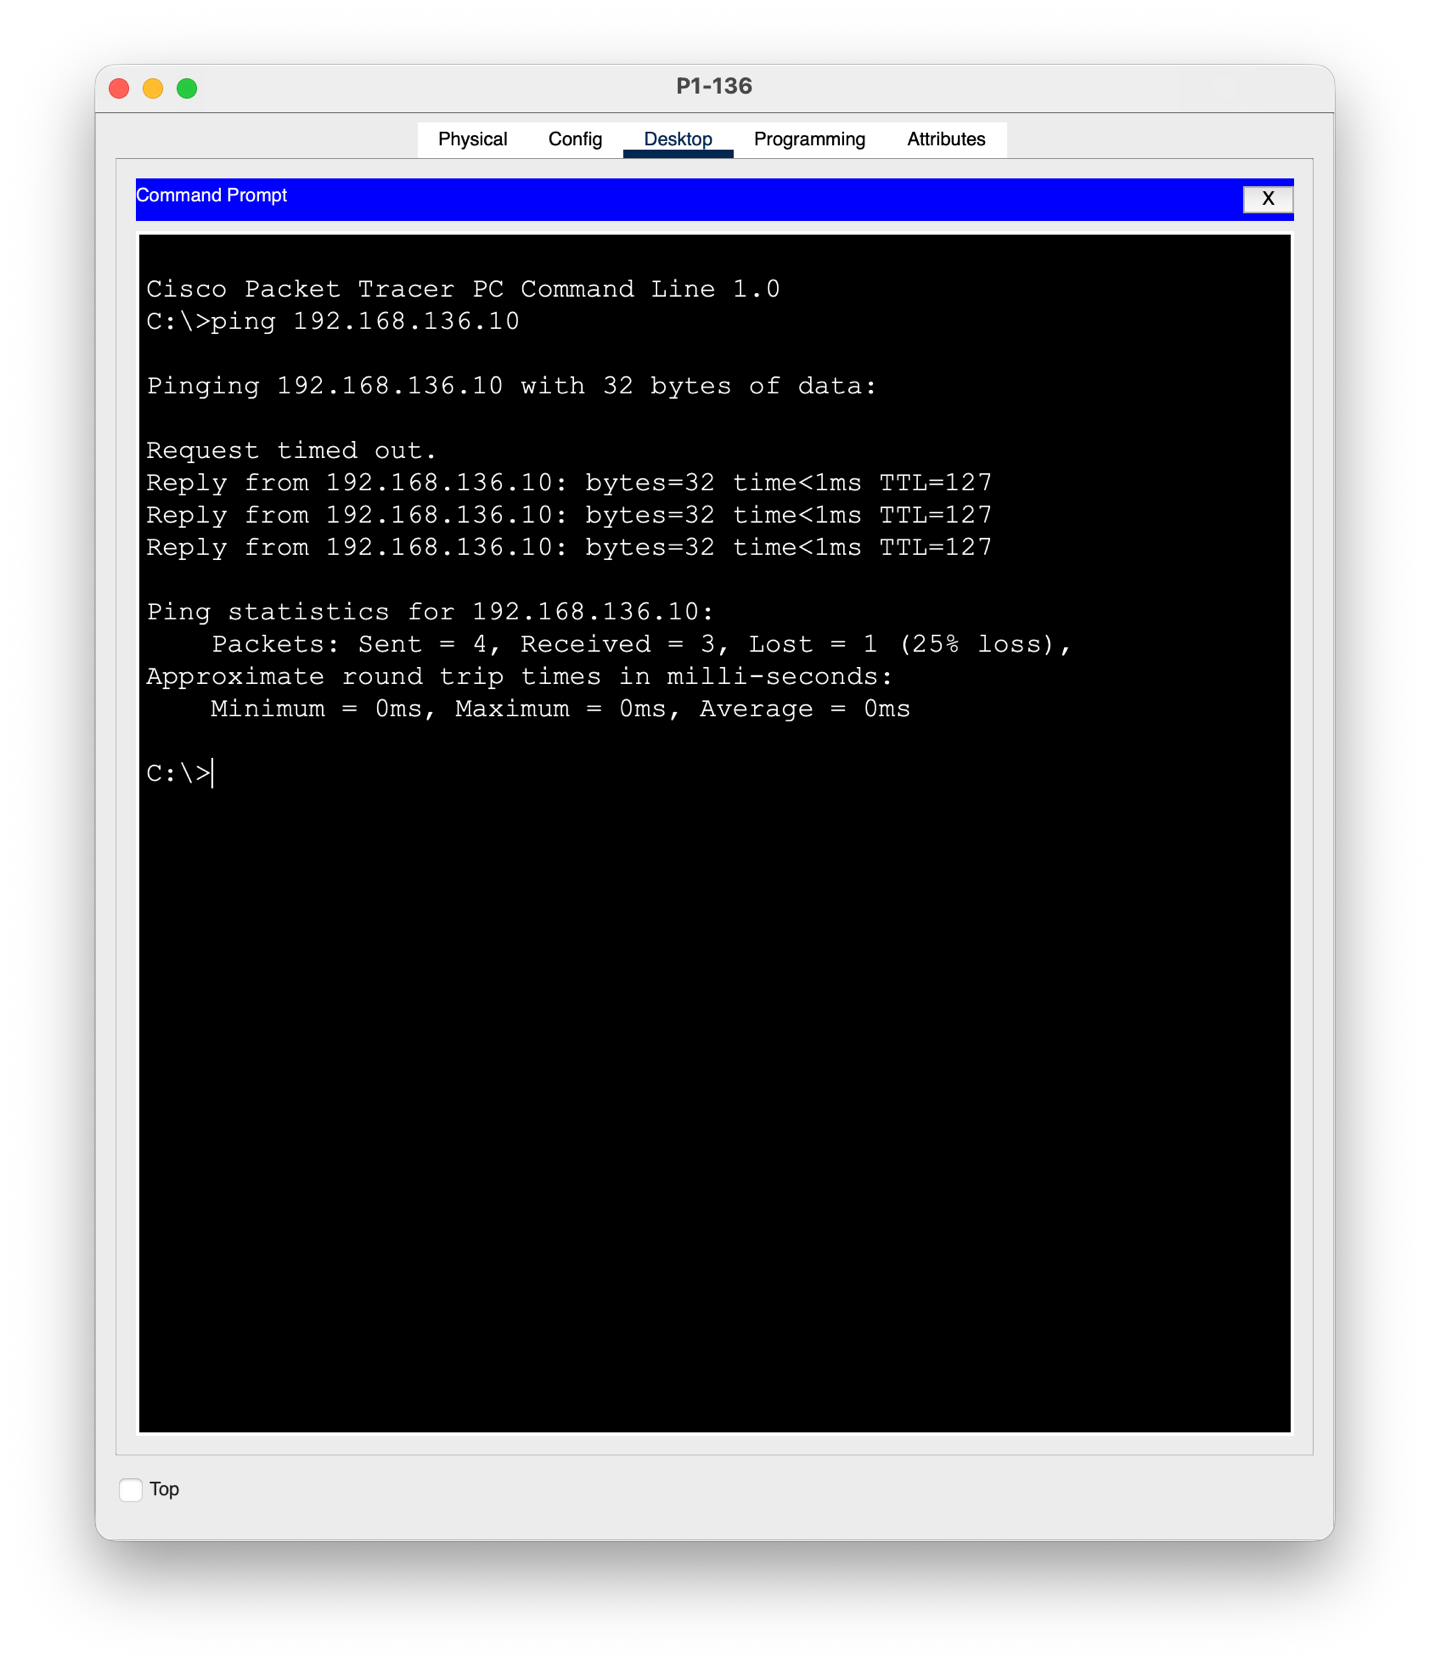 P1-136
Physical Config Desktop Programming Attributes
Command Prompt
X
Cisco Packet Tracer PC Command Line 1.0
C:\>ping 192.168.136.10
Pinging 192.168.136.10 with 32 bytes of data:
Request timed out.
Reply from 192.168.136.10: bytes=32 time<1ms TTL=127
Reply from 192.168.136.10: bytes=32 time<1ms TTL=127
Reply from 192.168.136.10: bytes=32 time<1ms TTL=127
Ping statistics for 192.168.136.10:
    Packets: Sent = 4, Received = 3, Lost = 1 (25% loss),
Approximate round trip times in milli-seconds:
    Minimum = 0ms, Maximum = 0ms, Average = 0ms
C:\>
Top